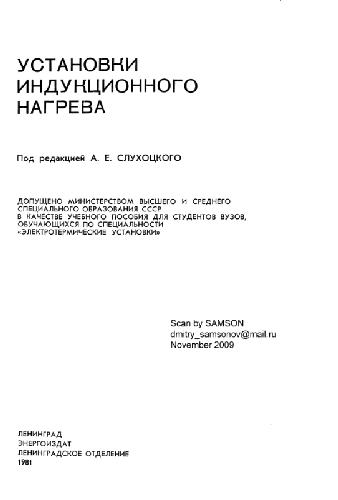 УСТАНОВКИ
ИНДУКЦИОННОГО
НАГРЕВА
Под редакцией А. Е. СЛУХОЦКОГО
ДОПУЩЕНО МИНИСТЕРСТВОМ ВЫСШЕГО И СРЕДНЕГО
СПЕЦИАЛЬНОГО ОБРАЗОВАНИЯ СССР
В КАЧЕСТВЕ УЧЕБНОГО ПОСОБИЯ ДЛЯ СТУДЕНТОВ ВУЗОВ,
ОБУЧАЮЩИХСЯ ПО СПЕЦИАЛЬНОСТИ
«ЭЛЕКТРОТЕРМИЧЕСКИЕ УСТАНОВКИ»
Scan by SAMSON
dmitry_samsonov@mail.ru
November 2009
ЛЕНИНГРАД
ЭНЕРГОИЗДАТ
ЛЕНИНГРАДСКОЕ ОТДЕЛЕНИЕ
1981